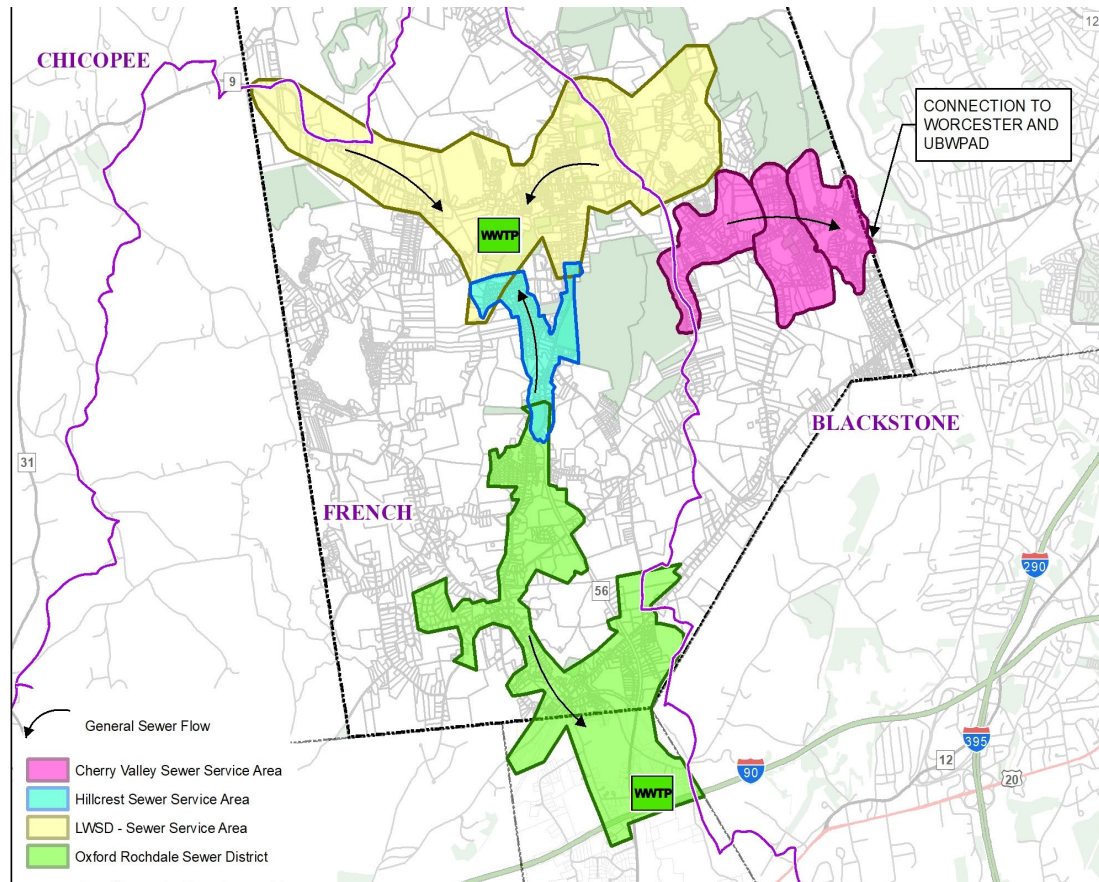 CHICOPEE
9
12
CONNECTION TO
WORCESTER AND
UBWPAD
WWTP
BLACKSTONE
31
FRENCH
56
290
General Sewer Flow
395
90
12
20
Cherry Valley Sewer Service Area
WWTP
Hillcrest Sewer Service Area
LWSD - Sewer Service Area
Oxford Rochdale Sewer District